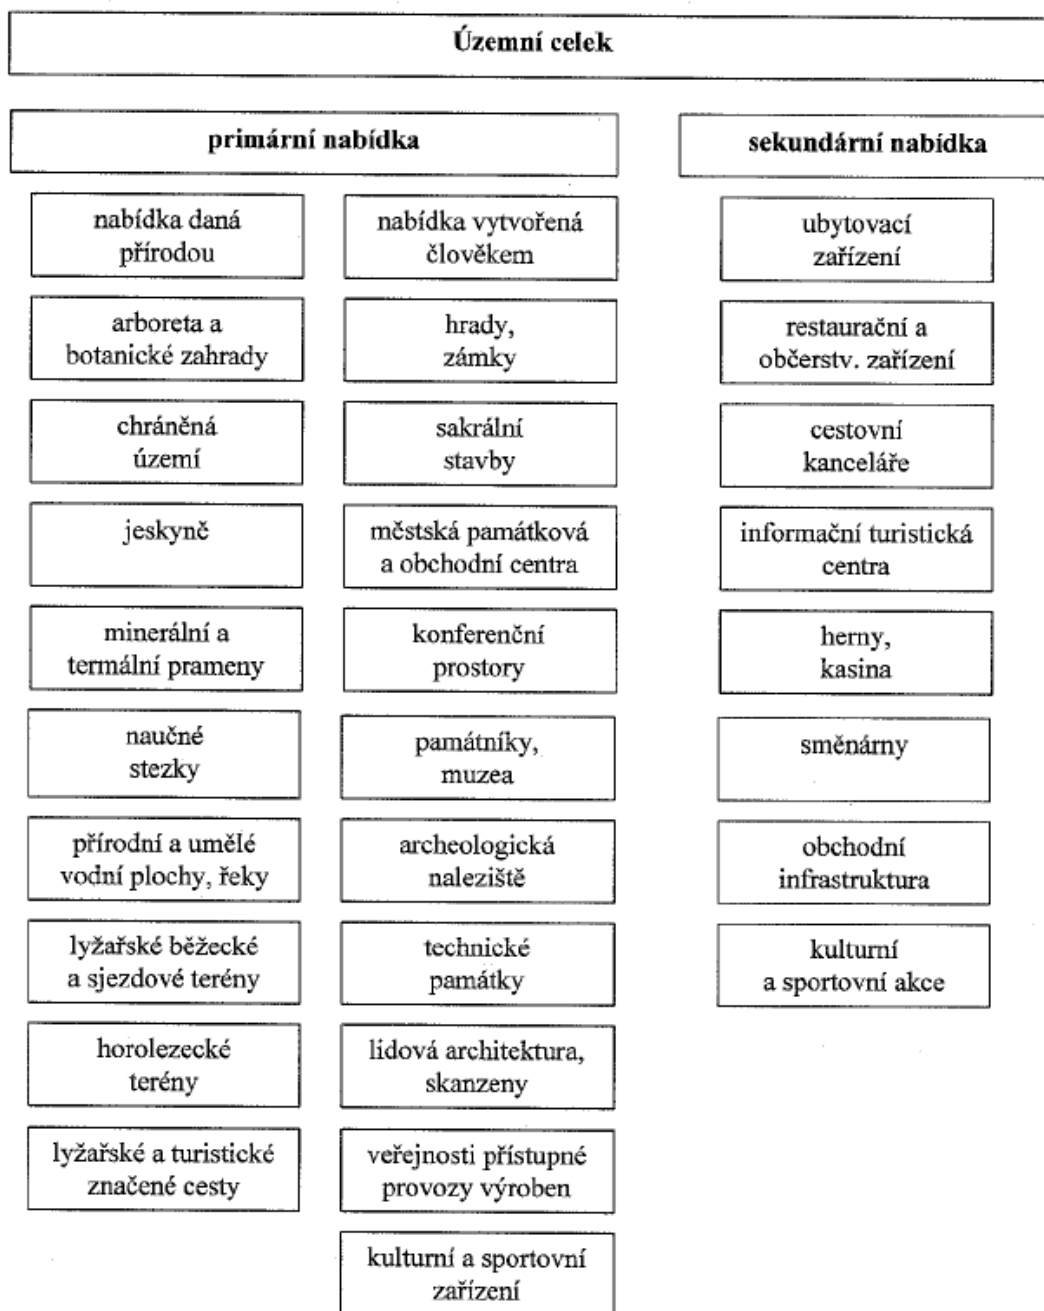 Územní celek
primární nabídka
sekundární nabídka
nabídka daná
přírodou
nabídka vytvořená
člověkem
ubytovací
zařízení
arboreta a
botanické zahrady
hrady,
zámky
restaurační a
občerstv. zařízení
chráněná
území
sakrální
stavby
cestovní
kanceláře
jeskyně
městská památková
a obchodní centra
informační turistická
centra
minerální a
termální prameny
konferenční
prostory
herny,
kasina
naučné
stezky
památníky,
muzea
směnárny
přírodní a umělé
vodní plochy, řeky
archeologická
naleziště
obchodní
infrastruktura
lyžařské běžecké
a sjezdové terény
technické
památky
kulturní
a sportovní akce
horolezecké
terény
lidová architektura,
skanzeny
lyžařské a turistické
značené cesty
veřejnosti přístupné
provozy výroben
kulturní a sportovní
zařízení